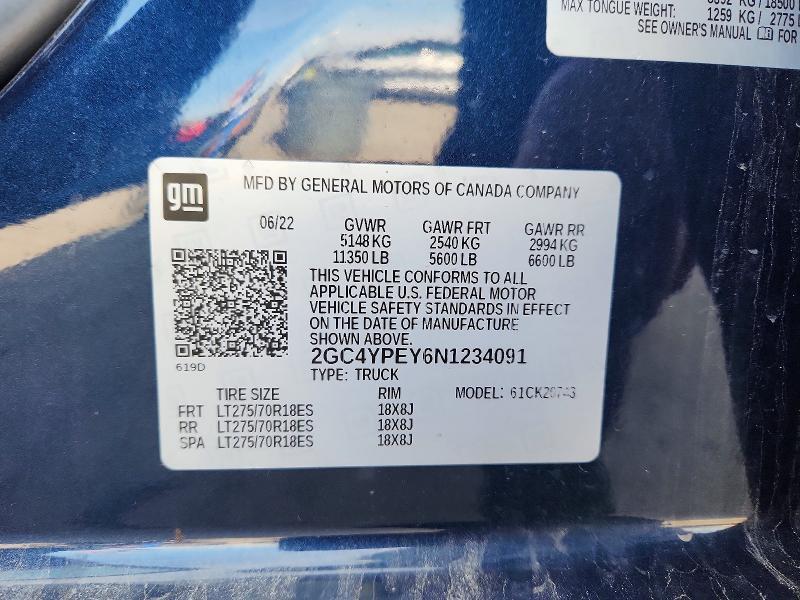 MAX TONGUE WEIGHT: 1259 KG / 2775 L
SEE OWNER'S MANUAL FOR
gm
MFD BY GENERAL MOTORS OF CANADA COMPANY
06/22 GVWR GAWR FRT GAWR RR
5148 KG 2540 KG 2994 KG
11350 LB 5600 LB 6600 LB
THIS VEHICLE CONFORMS TO ALL
APPLICABLE U.S. FEDERAL MOTOR
VEHICLE SAFETY STANDARDS IN EFFECT
ON THE DATE OF MANUFACTURE
SHOWN ABOVE.
2GC4YPEY6N1234091
619D
TYPE: TRUCK
TIRE SIZE RIM MODEL:
FRT LT275/70R18ES 18X8J
RR LT275/70R18ES 18X8J
SPA LT275/70R18ES 18X8J